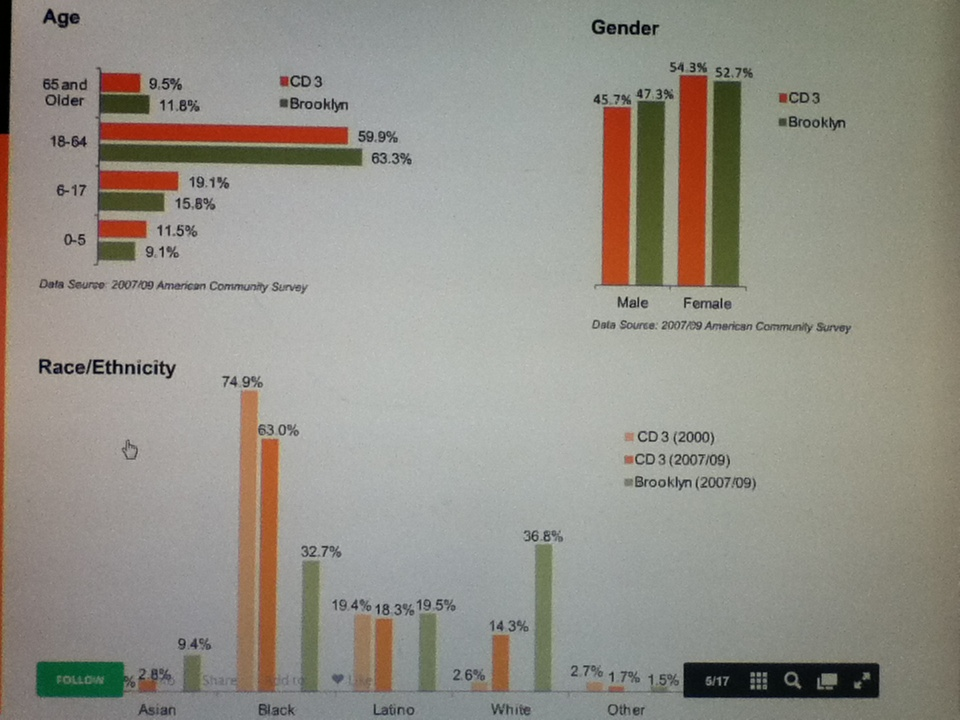 Age
65 and
Older
9.5%
11.8%
CD 3
Brooklyn
18-64
59.9%
63.3%
6-17
19.1%
15.8%
0-5
11.5%
9.1%
Data Source: 2007/09 American Community Survey
Gender
45.7%
47.3%
54.3%
52.7%
CD 3
Brooklyn
Male
Female
Data Source: 2007/09 American Community Survey
Race/Ethnicity
74.9%
63.0%
32.7%
CD 3 (2000)
CD 3 (2007/09)
Brooklyn (2007/09)
% 2.8%
9.4%
19.4% 18.3% 19.5%
2.6%
14.3%
36.8%
2.7% 1.7% 1.5%
FOLLOW
Share
Add to
Like
5/17
Asian
Black
Latino
White
Other